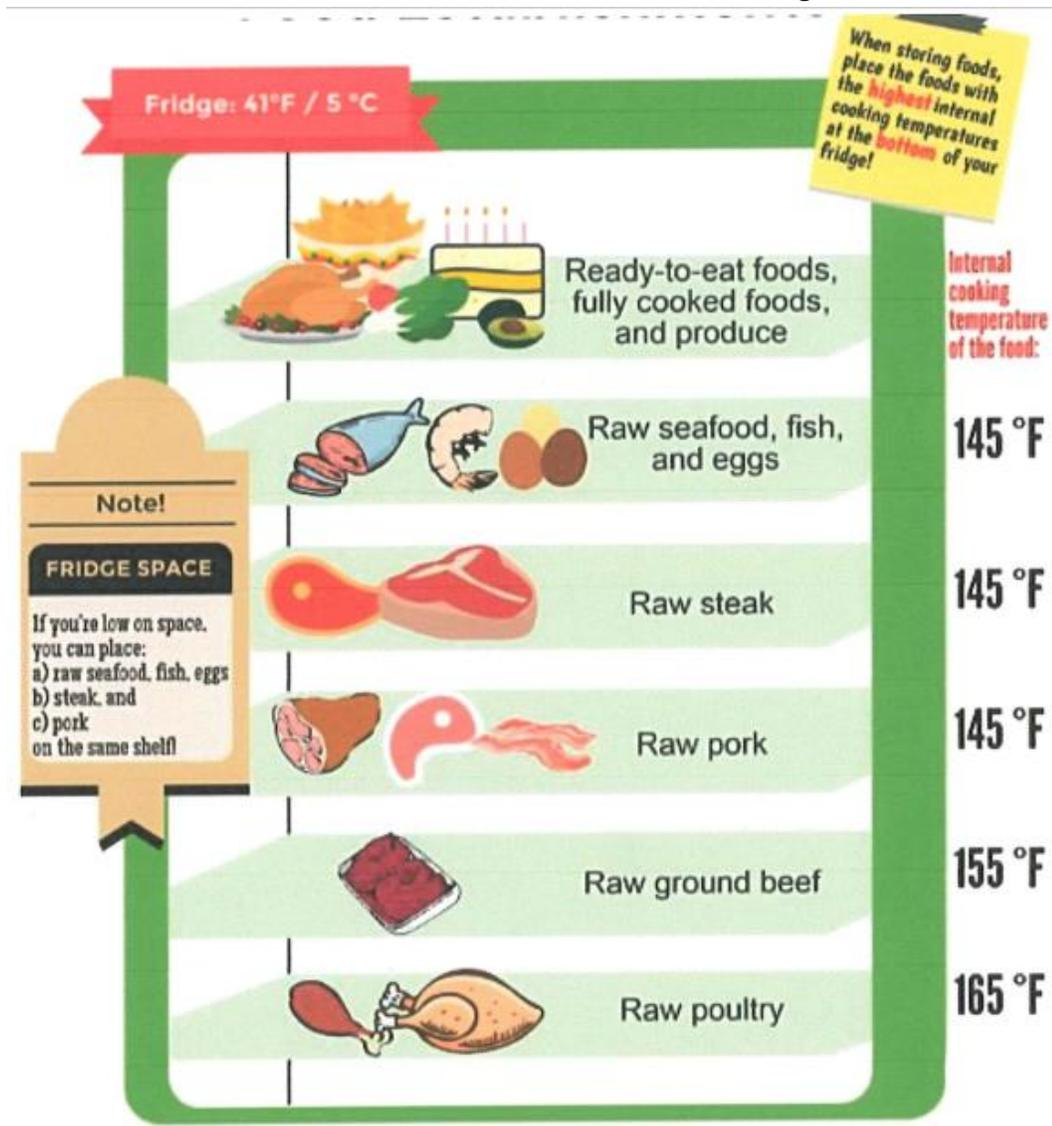 When storing foods,
place the foods with
the highest internal
cooking temperatures
at the bottom of your
fridge!
Fridge: 41°F / 5 °C
Ready-to-eat foods,
fully cooked foods,
and produce
Internal
cooking
temperature
of the food:
Raw seafood, fish,
and eggs
145 °F
Note!
FRIDGE SPACE
If you're low on space,
you can place:
a) raw seafood, fish, eggs
b) steak, and
c) pork
on the same shelf!
Raw steak
145 °F
Raw pork
145 °F
Raw ground beef
155 °F
Raw poultry
165 °F